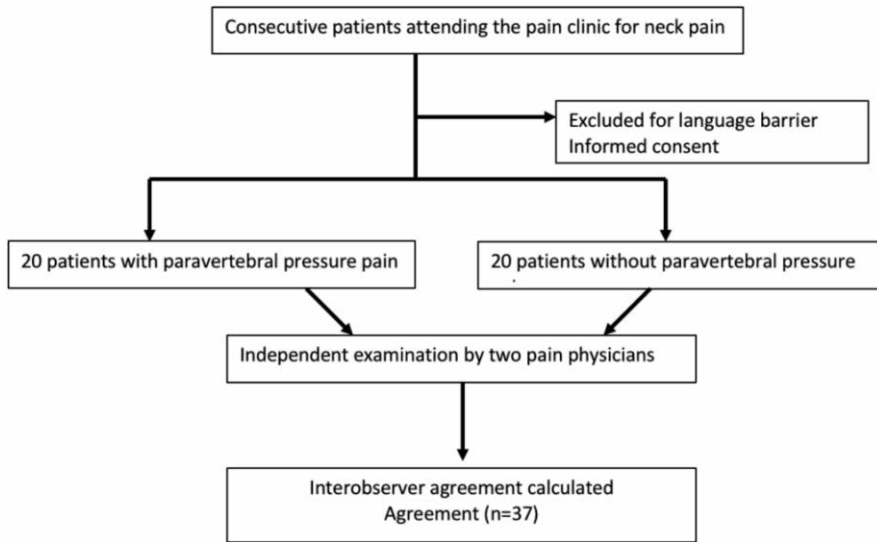 Consecutive patients attending the pain clinic for neck pain
Excluded for language barrier
Informed consent
20 patients with paravertebral pressure pain
20 patients without paravertebral pressure
.
Independent examination by two pain physicians
Interobserver agreement calculated
Agreement (n=37)